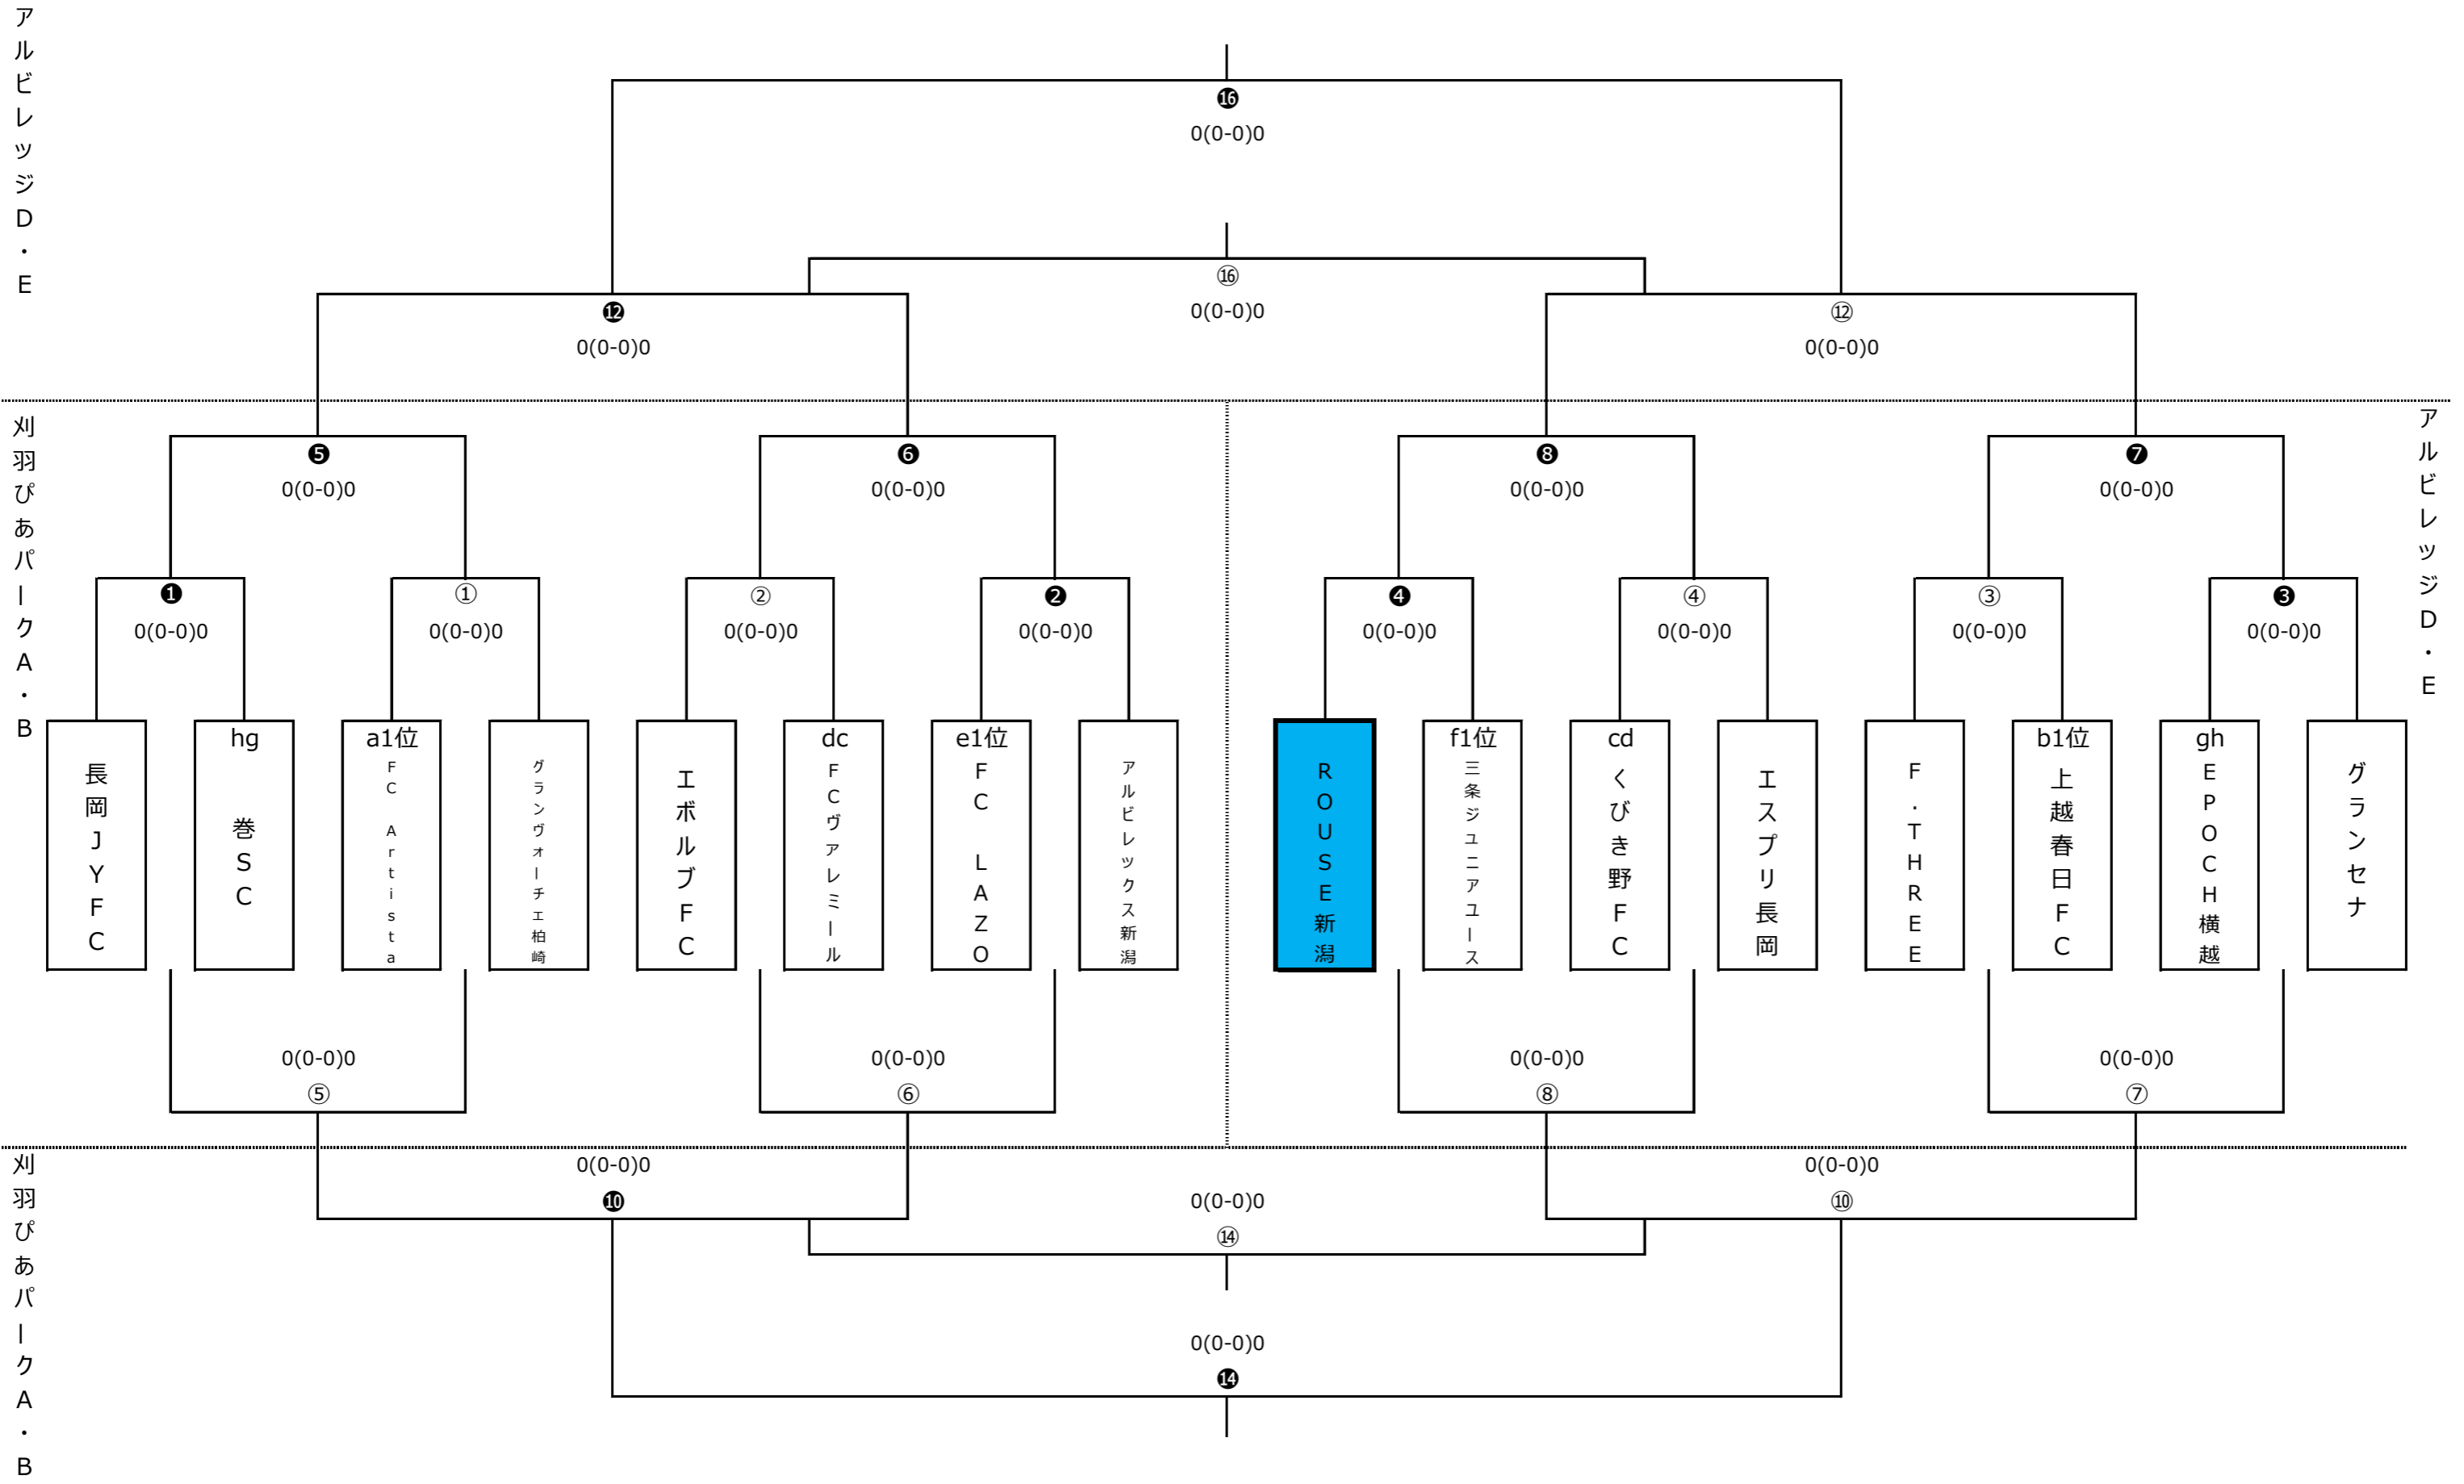 アルビレッジD・E
⓰
0(0-0)0
⑯
0(0-0)0
⓬
0(0-0)0
⑫
0(0-0)0
刈羽ぴあパークA・B
アルビレッジD・E
❺
0(0-0)0
❻
0(0-0)0
❽
0(0-0)0
❼
0(0-0)0
❶
0(0-0)0
①
0(0-0)0
②
0(0-0)0
❷
0(0-0)0
❹
0(0-0)0
④
0(0-0)0
③
0(0-0)0
❸
0(0-0)0
長岡JYFC
hg
巻SC
a1位
FC Artista
グランヴォーチェ柏崎
エボルブFC
dc
FCヴアレミール
e1位
FC LAZO
アルビレックス新潟
ROUSE新潟
f1位
三条ジュニアユース
cd
くびき野FC
エスプリ長岡
F.THREE
b1位
上越春日FC
gh
EPOCH横越
グランセナ
0(0-0)0
⑤
0(0-0)0
⑥
0(0-0)0
⑧
0(0-0)0
⑦
刈羽ぴあパークA・B
0(0-0)0
❿
0(0-0)0
⑩
0(0-0)0
⑭
0(0-0)0
⓮